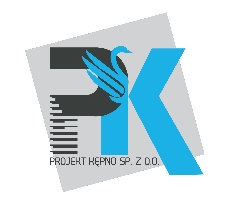 PK
PROJEKT KĘPNO SP. Z O.O.